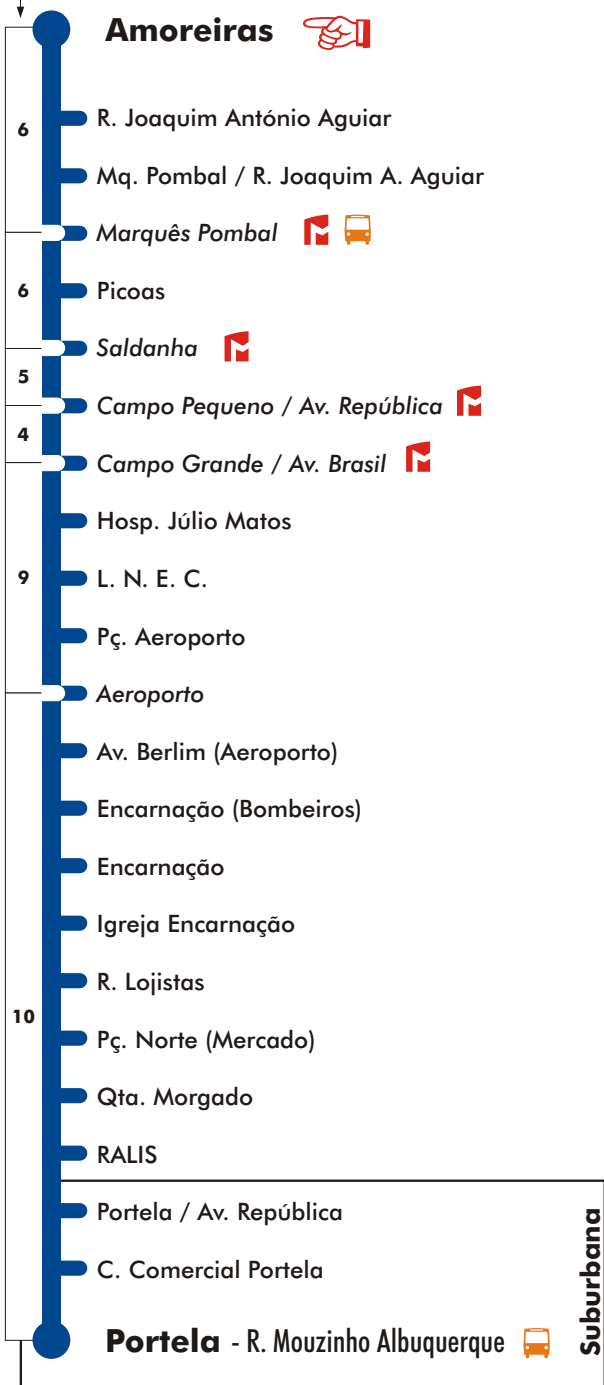 Amoreiras
6
R. Joaquim António Aguiar
Mq. Pombal / R. Joaquim A. Aguiar
Marquês Pombal
6
Picoas
Saldanha
5
Campo Pequeno / Av. República
4
Campo Grande / Av. Brasil
Hosp. Júlio Matos
9
L. N. E. C.
Pç. Aeroporto
Aeroporto
Av. Berlim (Aeroporto)
Encarnação (Bombeiros)
Encarnação
Igreja Encarnação
R. Lojistas
10
Pç. Norte (Mercado)
Qta. Morgado
RALIS
Portela / Av. República
C. Comercial Portela
Portela - R. Mouzinho Albuquerque
Suburbana